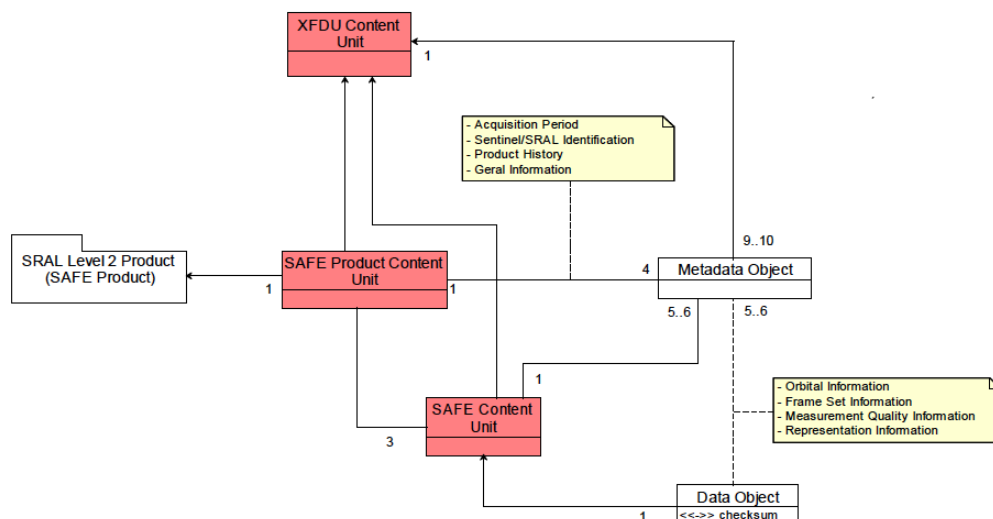 XFDU Content
Unit
1
- Acquisition Period
- Sentinel/SRAL Identification
- Product History
- Geral Information
9..10
SRAL Level 2 Product
(SAFE Product)
1
SAFE Product Content
Unit
1
4
Metadata Object
5..6
5..6
1
- Orbital Information
- Frame Set Information
- Measurement Quality Information
- Representation Information
SAFE Content
Unit
3
Data Object
1
<<->> checksum